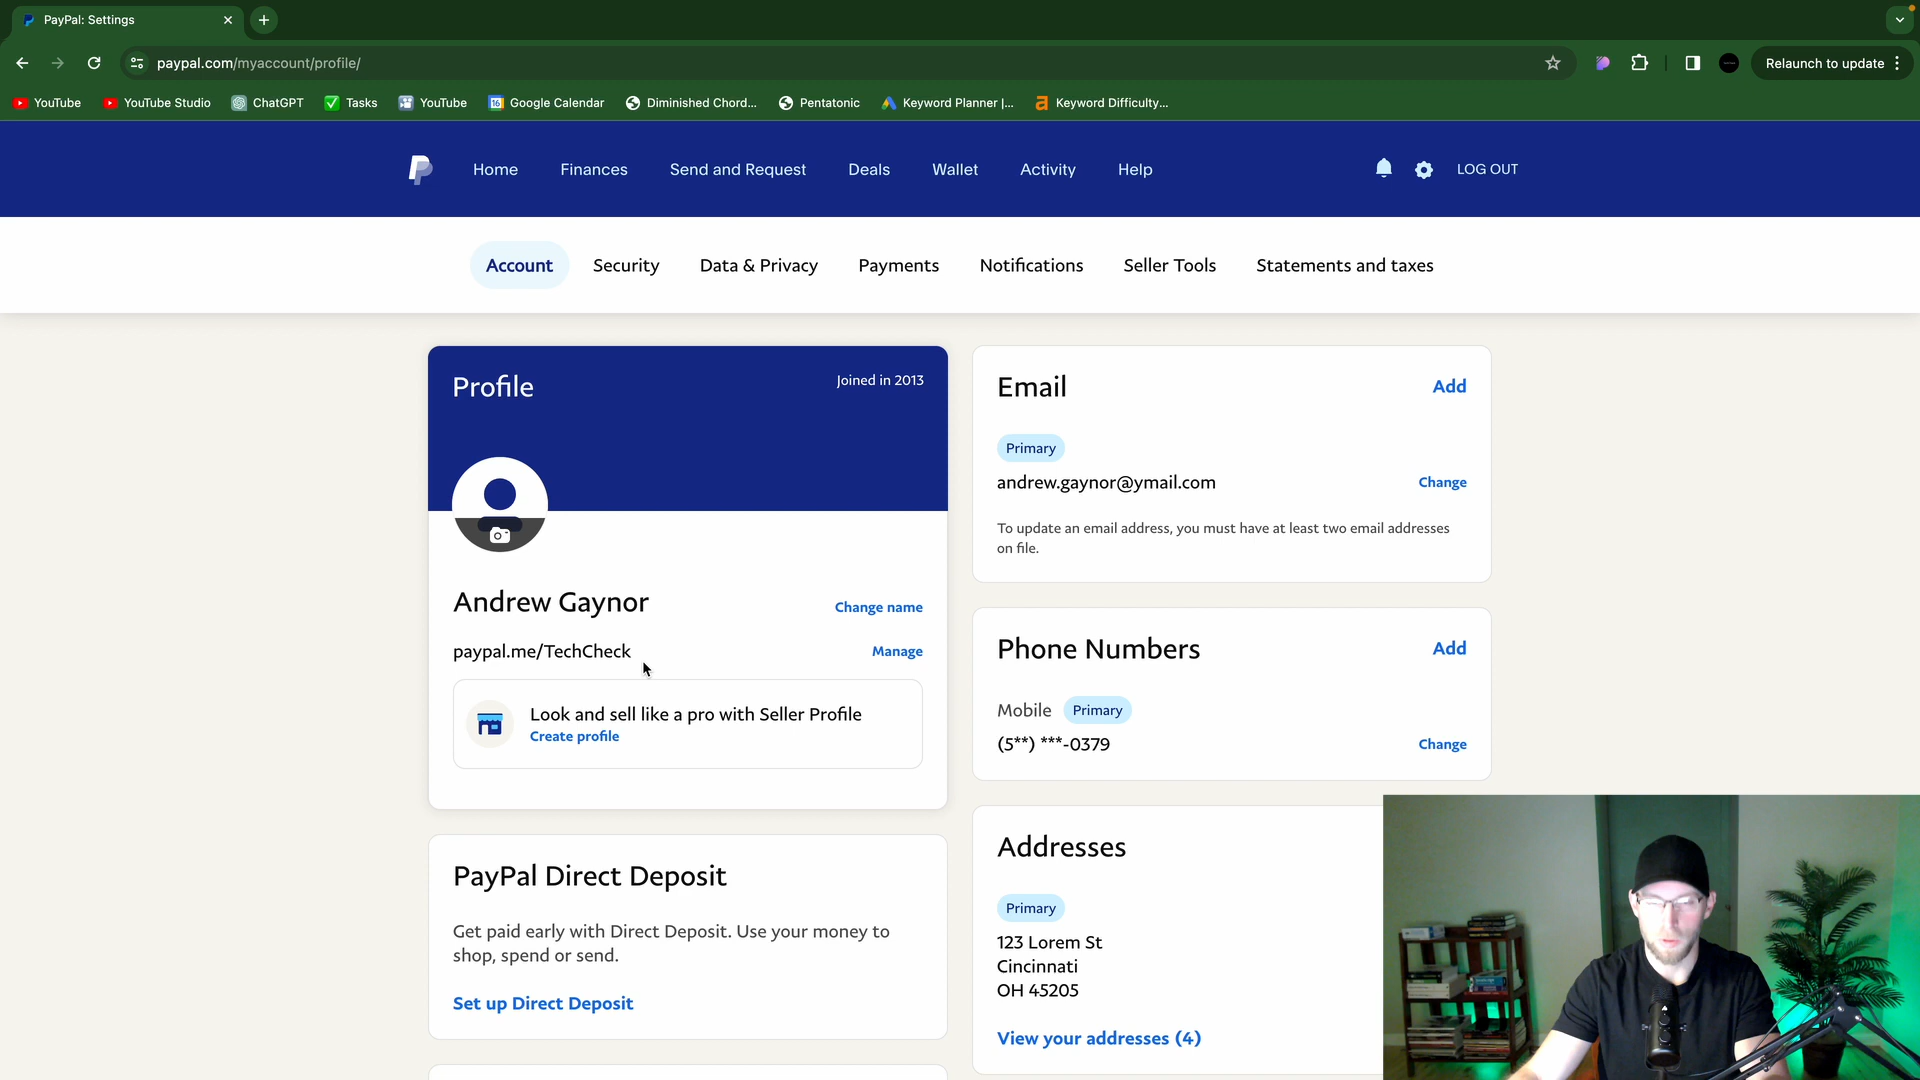 PayPal: Settings
paypal.com/myaccount/profile/
Relaunch to update
YouTube
YouTube Studio
ChatGPT
Tasks
YouTube
Google Calendar
Diminished Chord...
Pentatonic
Keyword Planner |...
Keyword Difficulty...
Home
Finances
Send and Request
Deals
Wallet
Activity
Help
LOG OUT
Account
Security
Data & Privacy
Payments
Notifications
Seller Tools
Statements and taxes
Profile
Joined in 2013
Andrew Gaynor
Change name
paypal.me/TechCheck
Manage
Look and sell like a pro with Seller Profile
Create profile
PayPal Direct Deposit
Get paid early with Direct Deposit. Use your money to
shop, spend or send.
Set up Direct Deposit
Email
Add
Primary
andrew.gaynor@ymail.com
Change
To update an email address, you must have at least two email addresses
on file.
Phone Numbers
Add
Mobile
Primary
(5**) ***-0379
Change
Addresses
Primary
123 Lorem St
Cincinnati
OH 45205
View your addresses (4)